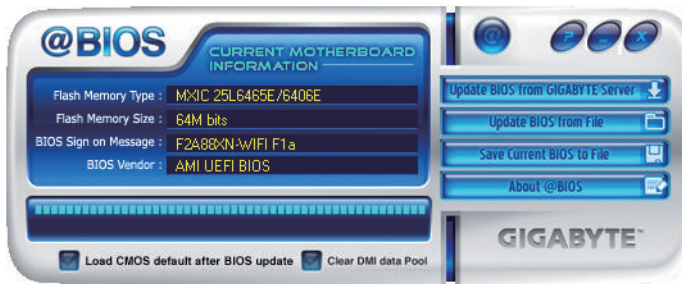 @BIOS
CURRENT MOTHERBOARD
INFORMATION
Flash Memory Type : MXIC 25L6465E/6406E
Flash Memory Size : 64M bits
BIOS Sign on Message : F2A88XN-WIFI F1a
BIOS Vendor : AMI UEFI BIOS
Load CMOS default after BIOS update
Clear DMI data Pool
@
? – X
Update BIOS from GIGABYTE Server
Update BIOS from File
Save Current BIOS to File
About @BIOS
GIGABYTE™